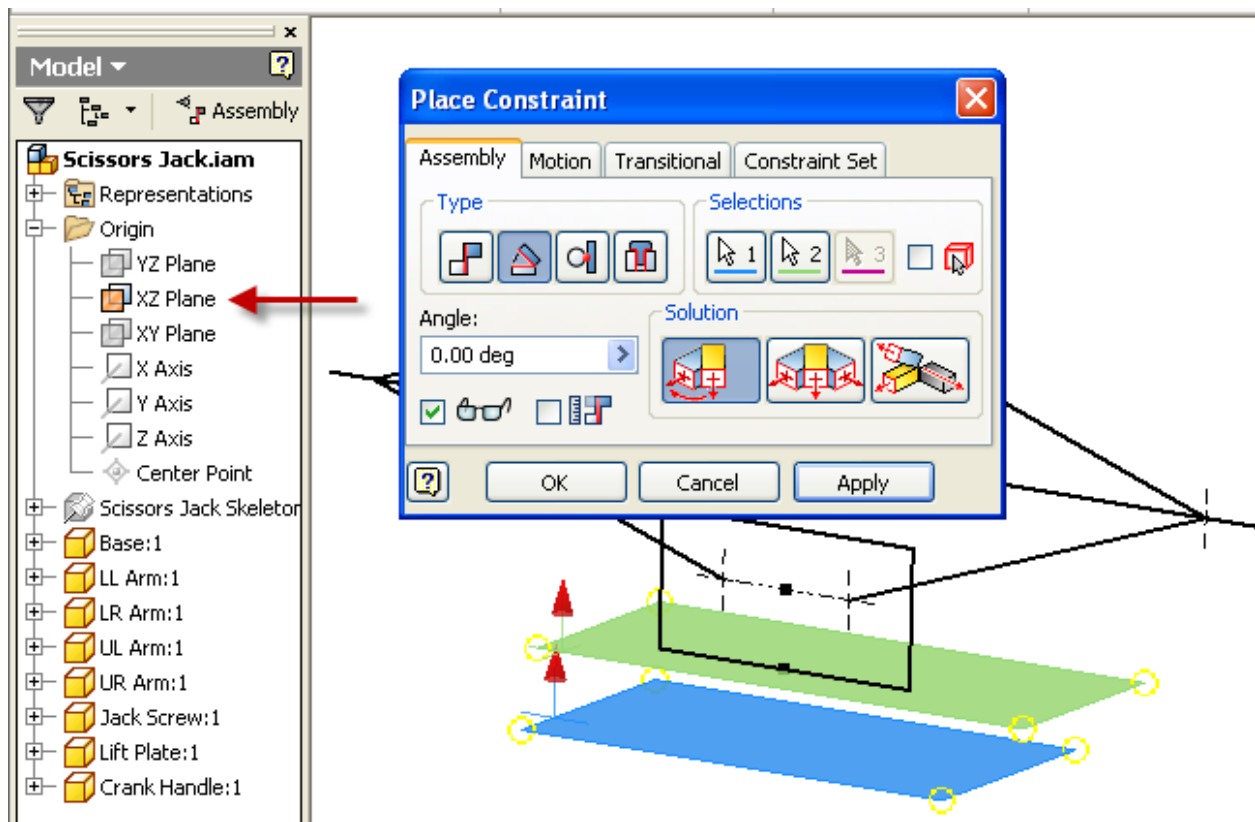 Model
?
Assembly
Scissors Jack.iam
Representations
Origin
YZ Plane
XZ Plane
XY Plane
X Axis
Y Axis
Z Axis
Center Point
Scissors Jack Skeleton
Base:1
LL Arm:1
LR Arm:1
UL Arm:1
UR Arm:1
Jack Screw:1
Lift Plate:1
Crank Handle:1
Place Constraint
Assembly Motion Transitional Constraint Set
Type
Selections
1 2 3
Angle:
0.00 deg
Solution
? OK Cancel Apply